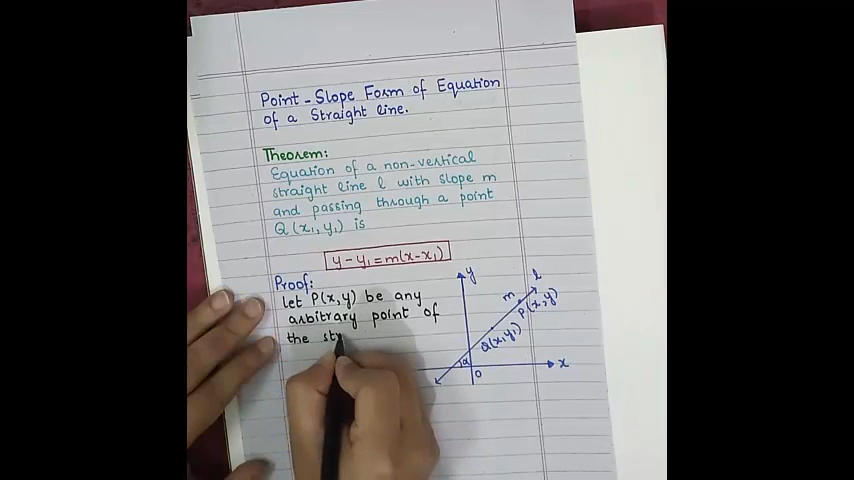 Point - Slope Form of Equation
of a Straight line.
Theorem:
Equation of a non-vertical
straight line l with slope m
and passing through a point
Q (x₁, y₁) is
y - y₁ = m(x - x₁)
Proof:
let P(x, y) be any
arbitrary point of
the st
y
l
m
P(x, y)
Q(x, y₁)
α
O
x